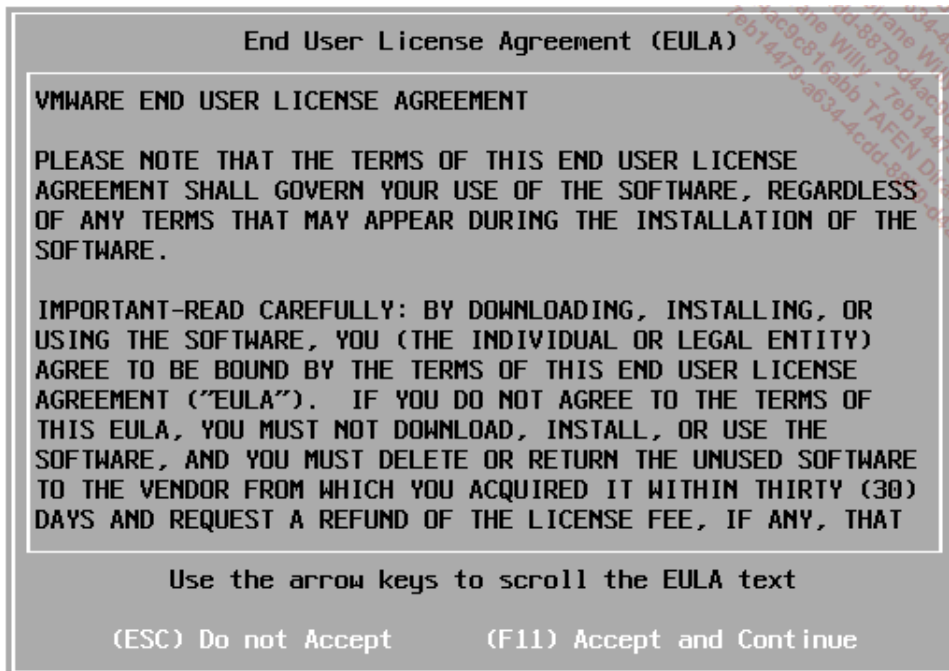 End User License Agreement (EULA)
VMWARE END USER LICENSE AGREEMENT
PLEASE NOTE THAT THE TERMS OF THIS END USER LICENSE
AGREEMENT SHALL GOVERN YOUR USE OF THE SOFTWARE, REGARDLESS
OF ANY TERMS THAT MAY APPEAR DURING THE INSTALLATION OF THE
SOFTWARE.
IMPORTANT-READ CAREFULLY: BY DOWNLOADING, INSTALLING, OR
USING THE SOFTWARE, YOU (THE INDIVIDUAL OR LEGAL ENTITY)
AGREE TO BE BOUND BY THE TERMS OF THIS END USER LICENSE
AGREEMENT ("EULA").  IF YOU DO NOT AGREE TO THE TERMS OF
THIS EULA, YOU MUST NOT DOWNLOAD, INSTALL, OR USE THE
SOFTWARE, AND YOU MUST DELETE OR RETURN THE UNUSED SOFTWARE
TO THE VENDOR FROM WHICH YOU ACQUIRED IT WITHIN THIRTY (30)
DAYS AND REQUEST A REFUND OF THE LICENSE FEE, IF ANY, THAT
Use the arrow keys to scroll the EULA text
(ESC) Do not Accept (F11) Accept and Continue